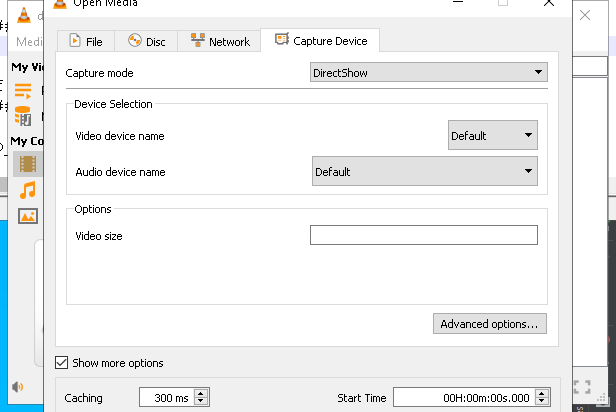 Open Media
File
Disc
Network
Capture Device
Capture mode
DirectShow
Device Selection
Video device name
Default
Audio device name
Default
Options
Video size
Advanced options...
Show more options
Caching
300 ms
Start Time
00H:00m:00s.000
Medi
My Vi
My Co